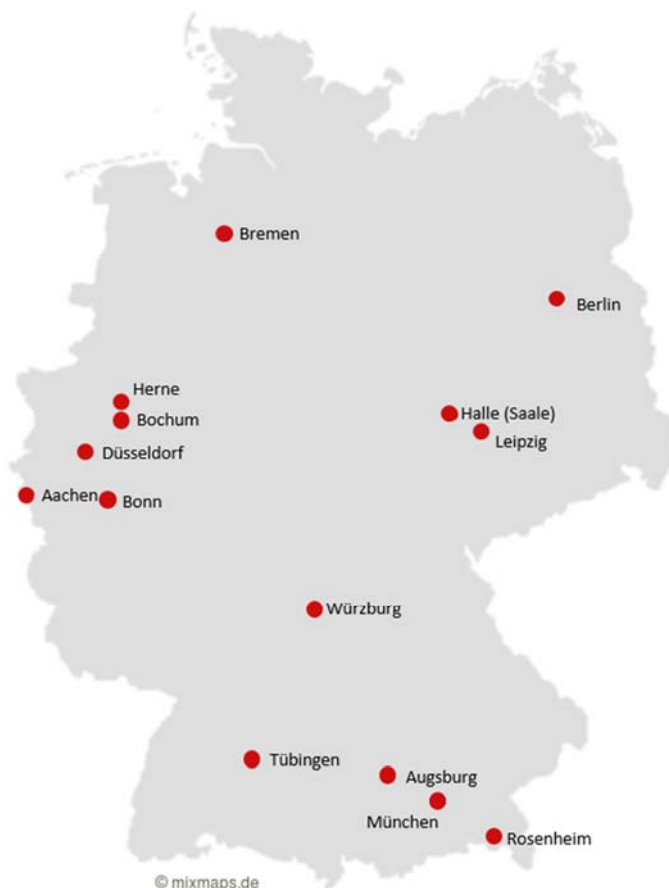 Bremen
Berlin
Herne
Bochum
Halle (Saale)
Leipzig
Düsseldorf
Aachen
Bonn
Würzburg
Tübingen
Augsburg
München
Rosenheim
© mixmaps.de